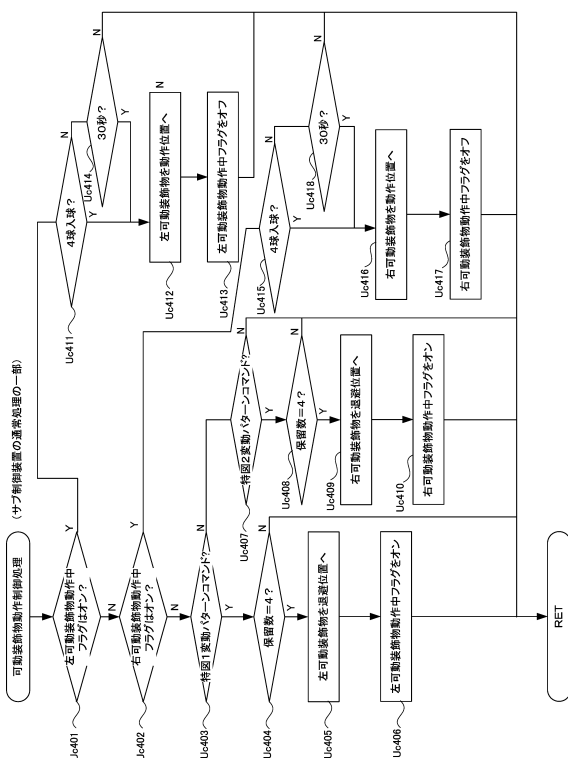 可動装飾物動作制御処理
(サブ制御装置の通常処理の一部)
左可動装飾物動作中
フラグはオン?
Uc401
Y
N
右可動装飾物動作中
フラグはオン?
Uc402
Y
N
特図1変動パターンコマンド?
Uc403
N
Y
保留数=4?
Uc404
N
Y
左可動装飾物を退避位置へ
Uc405
左可動装飾物動作中フラグをオン
Uc406
特図2変動パターンコマンド?
Uc407
N
Y
保留数=4?
Uc408
N
Y
右可動装飾物を退避位置へ
Uc409
右可動装飾物動作中フラグをオン
Uc410
4球入球?
Uc411
N
Y
30秒?
Uc414
N
Y
左可動装飾物を動作位置へ
N
Uc412
左可動装飾物動作中フラグをオフ
Uc413
4球入球?
Uc415
N
Y
30秒?
Uc418
N
Y
右可動装飾物を動作位置へ
Uc416
右可動装飾物動作中フラグをオフ
Uc417
RET